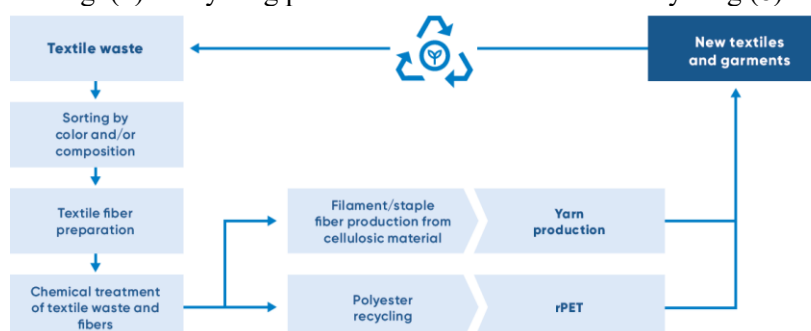 Textile waste
New textiles
and garments
Sorting by
color and/or
composition
Textile fiber
preparation
Filament/staple
fiber production from
cellulosic material
Yarn
production
Chemical treatment
of textile waste and
fibers
Polyester
recycling
rPET